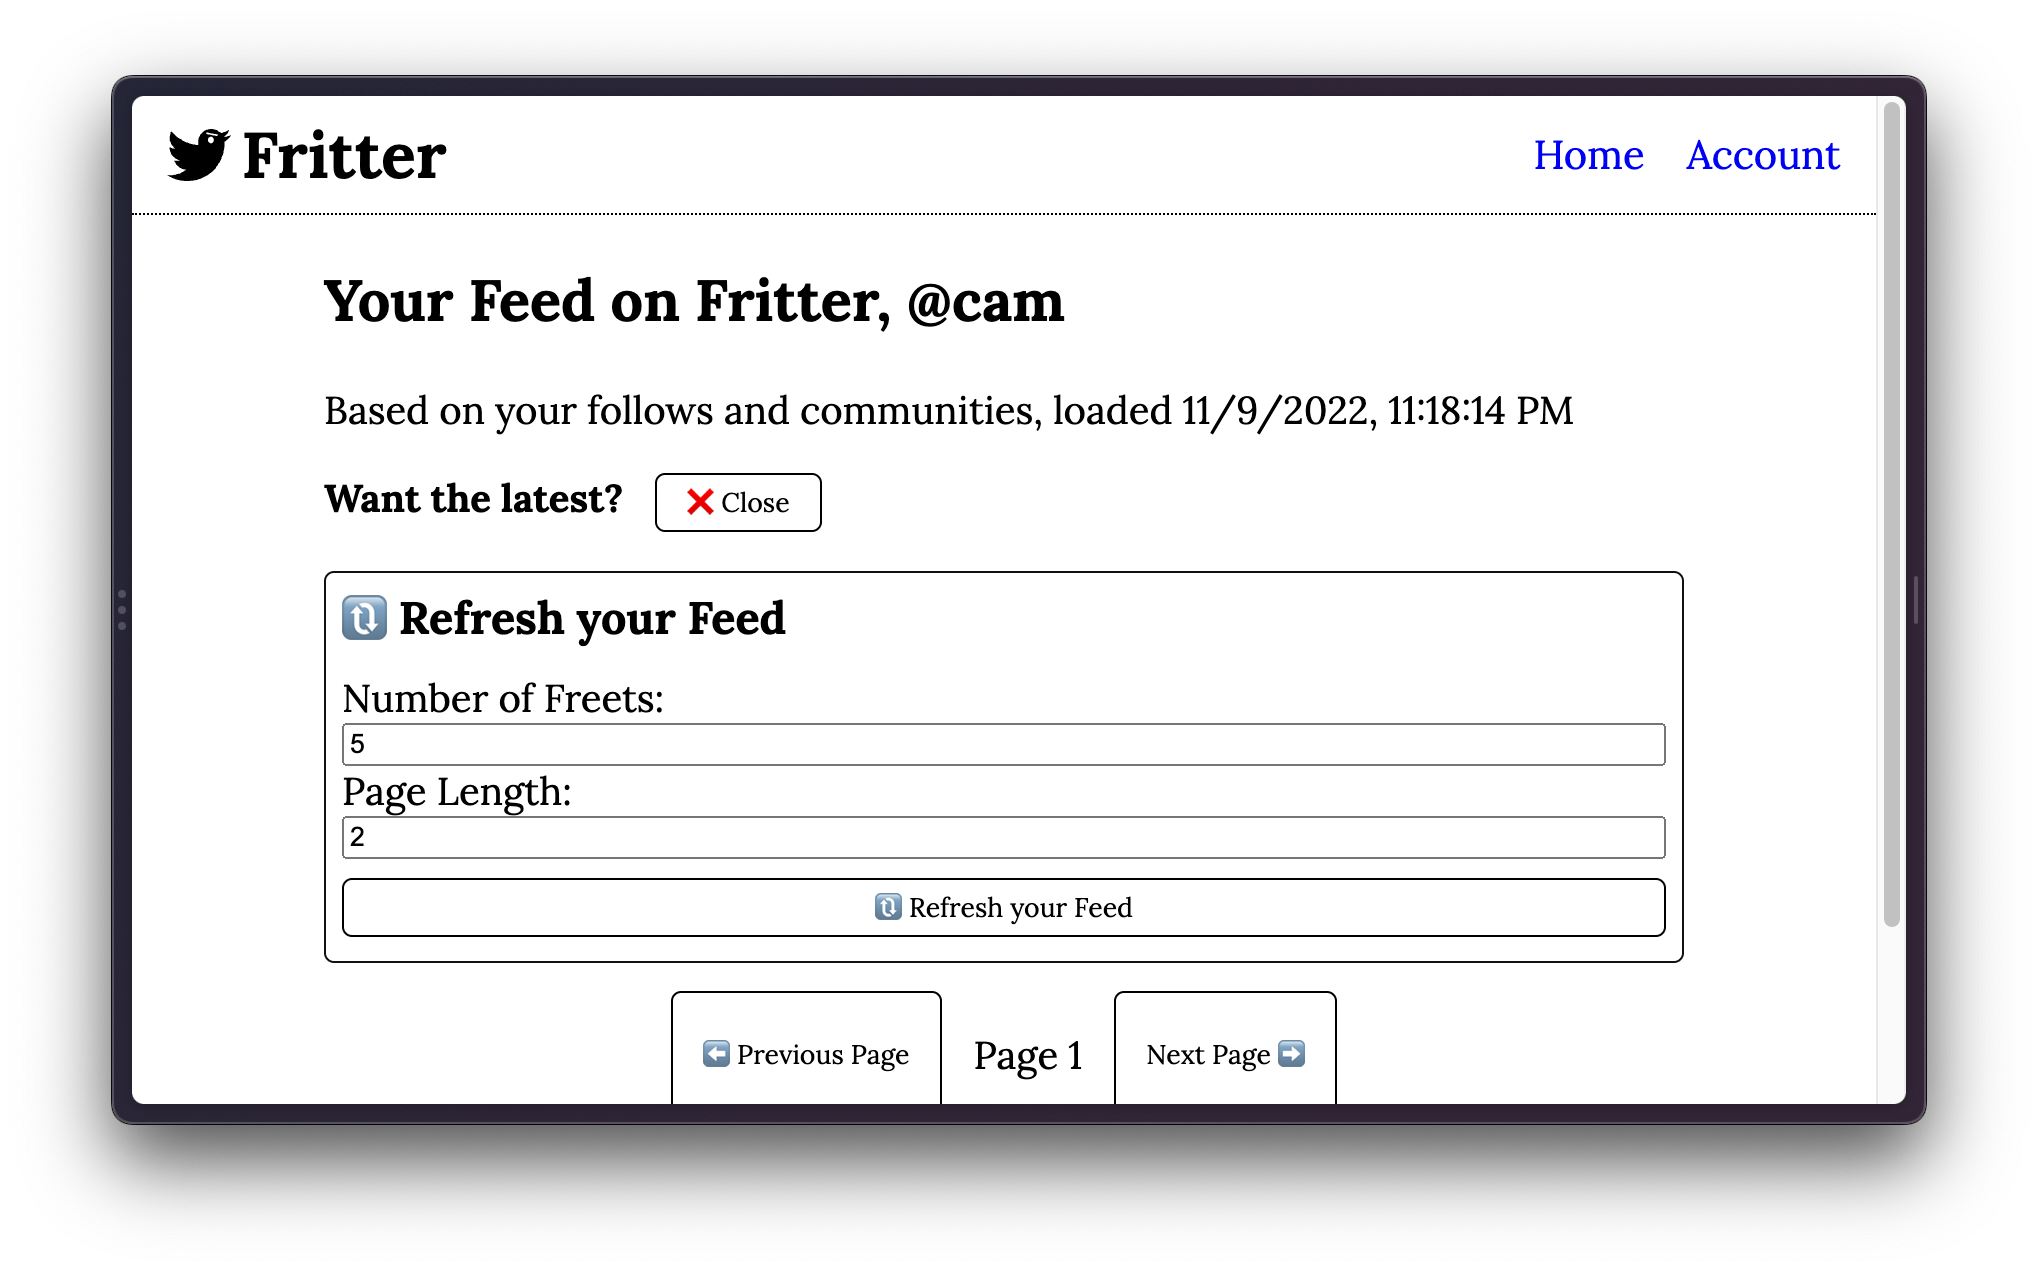 Fritter
Home Account
Your Feed on Fritter, @cam
Based on your follows and communities, loaded 11/9/2022, 11:18:14 PM
Want the latest? ❌ Close
🔃 Refresh your Feed
Number of Freets:
5
Page Length:
2
🔃 Refresh your Feed
⬅️ Previous Page Page 1 Next Page ➡️